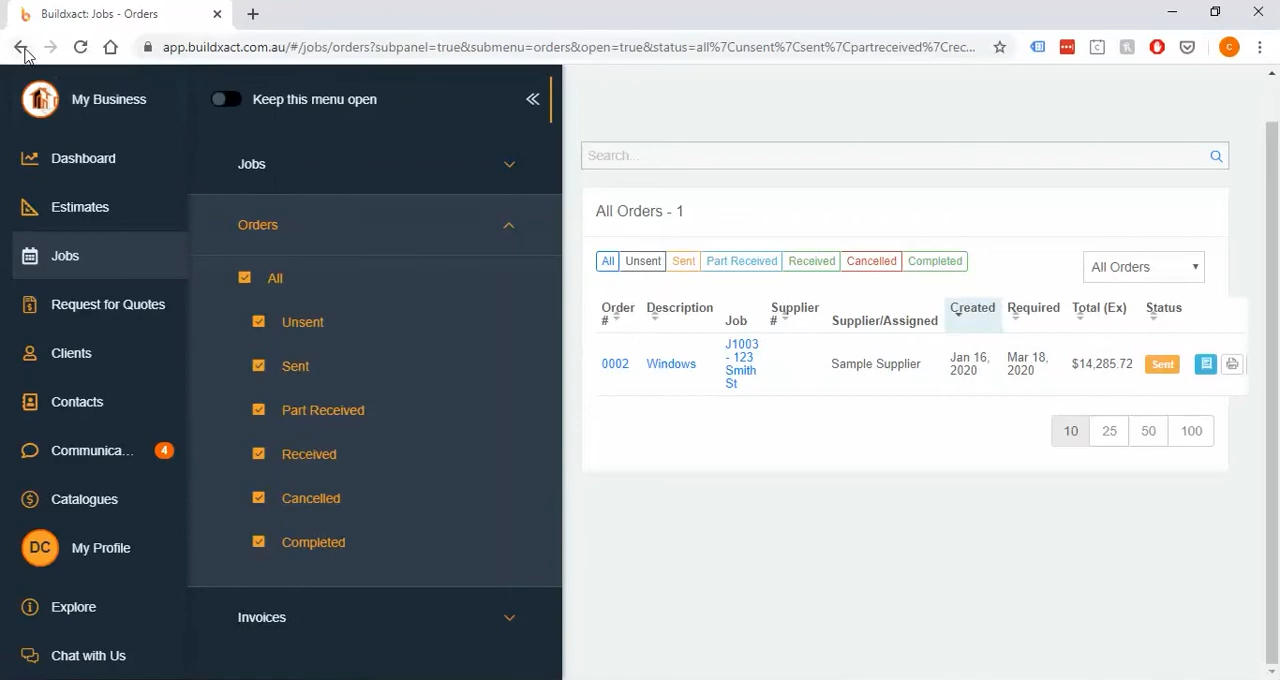 Buildxact: Jobs - Orders
app.buildxact.com.au/#/jobs/orders?subpanel=true&submenu=orders&open=true&status=all%7Cunsent%7Csent%7Cpartreceived%7Crec...
C
My Business
Dashboard
Estimates
Jobs
Request for Quotes
Clients
Contacts
Communica... 4
Catalogues
DC My Profile
Explore
Chat with Us
Keep this menu open
Jobs
Orders
All
Unsent
Sent
Part Received
Received
Cancelled
Completed
Invoices
Search...
All Orders - 1
All Unsent Sent Part Received Received Cancelled Completed
All Orders
Order Description Supplier Created Required Total (Ex) Status
# Job # Supplier/Assigned
J1003
- 123
Smith
St
0002 Windows Sample Supplier Jan 16, Mar 18, $14,285.72 Sent
2020 2020
10 25 50 100